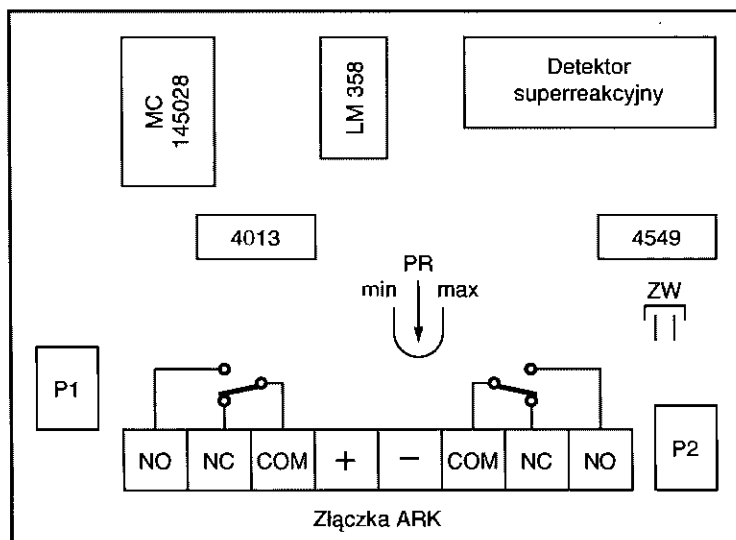 MC
145028
LM 358
Detektor
superreakcyjny
4013
4549
PR
min max
ZW
P1
NO NC COM + − COM NC NO
P2
Złączka ARK